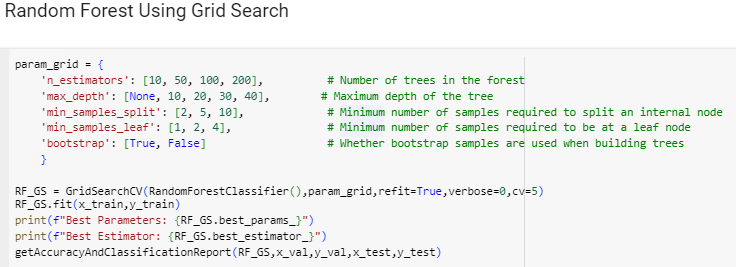 Random Forest Using Grid Search
param_grid = {
    'n_estimators': [10, 50, 100, 200],          # Number of trees in the forest
    'max_depth': [None, 10, 20, 30, 40],        # Maximum depth of the tree
    'min_samples_split': [2, 5, 10],             # Minimum number of samples required to split an internal node
    'min_samples_leaf': [1, 2, 4],               # Minimum number of samples required to be at a leaf node
    'bootstrap': [True, False]                   # Whether bootstrap samples are used when building trees
    }
RF_GS = GridSearchCV(RandomForestClassifier(),param_grid,refit=True,verbose=0,cv=5)
RF_GS.fit(x_train,y_train)
print(f"Best Parameters: {RF_GS.best_params_}")
print(f"Best Estimator: {RF_GS.best_estimator_}")
getAccuracyAndClassificationReport(RF_GS,x_val,y_val,x_test,y_test)